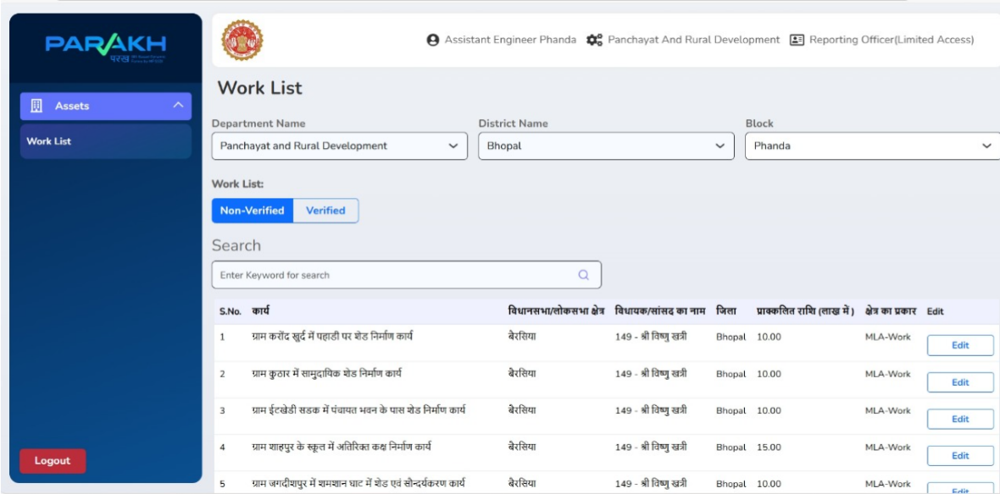 PARAKH
परख
Assistant Engineer Phanda Panchayat And Rural Development Reporting Officer(Limited Access)
Assets
Work List
Logout
Work List
Department Name District Name Block
Panchayat and Rural Development Bhopal Phanda
Work List:
Non-Verified Verified
Search
Enter Keyword for search
S.No. कार्य विधानसभा/लोकसभा क्षेत्र विधायक/सांसद का नाम जिला प्राक्कलित राशि (लाख में ) क्षेत्र का प्रकार Edit
1 ग्राम करोंद खुर्द में पहाडी पर शेड निर्माण कार्य बैरसिया 149 - श्री विष्णु खत्री Bhopal 10.00 MLA-Work Edit
2 ग्राम कुठार में सामुदायिक शेड निर्माण कार्य बैरसिया 149 - श्री विष्णु खत्री Bhopal 10.00 MLA-Work Edit
3 ग्राम ईटखेडी सडक में पंचायत भवन के पास शेड निर्माण कार्य बैरसिया 149 - श्री विष्णु खत्री Bhopal 10.00 MLA-Work Edit
4 ग्राम शाहपुर के स्कूल में अतिरिक्त कक्ष निर्माण कार्य बैरसिया 149 - श्री विष्णु खत्री Bhopal 15.00 MLA-Work Edit
5 ग्राम जगदीशपुर में शमशान घाट में शेड एवं सौन्दर्यकरण कार्य बैरसिया 149 - श्री विष्णु खत्री Bhopal 10.00 MLA-Work Edit